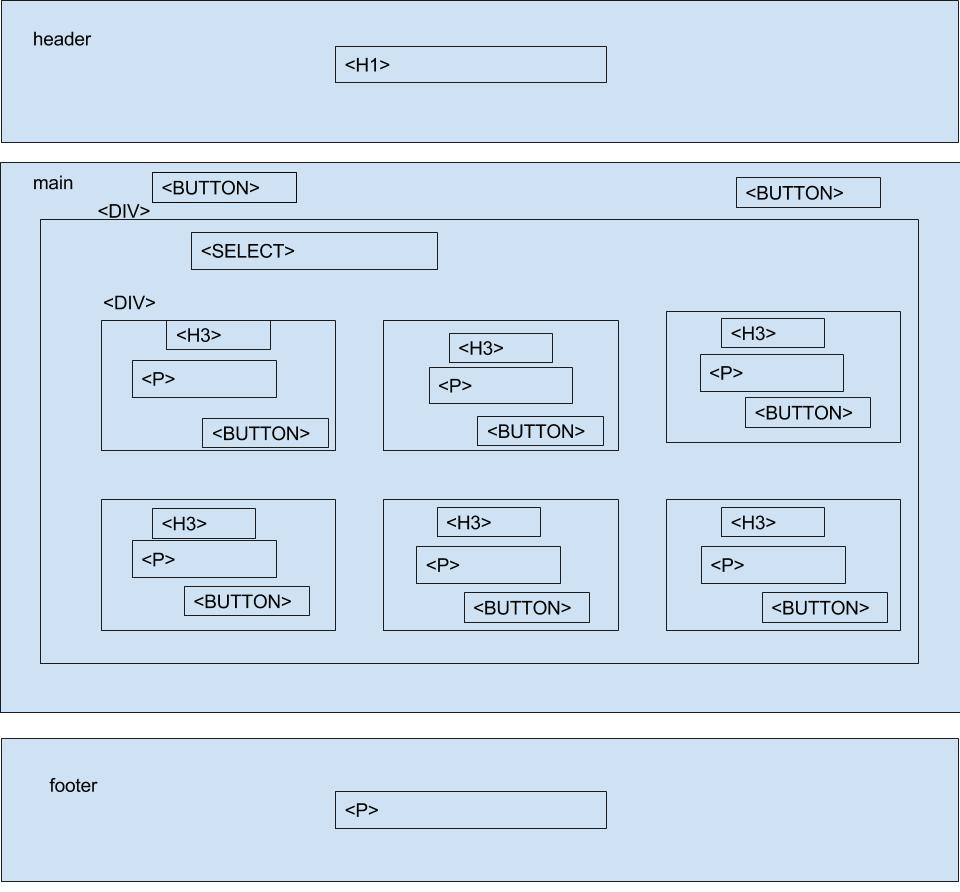 header
<H1>
main
<BUTTON>
<BUTTON>
<DIV>
<SELECT>
<DIV>
<H3>
<P>
<BUTTON>
<H3>
<P>
<BUTTON>
<H3>
<P>
<BUTTON>
<H3>
<P>
<BUTTON>
<H3>
<P>
<BUTTON>
<H3>
<P>
<BUTTON>
footer
<P>